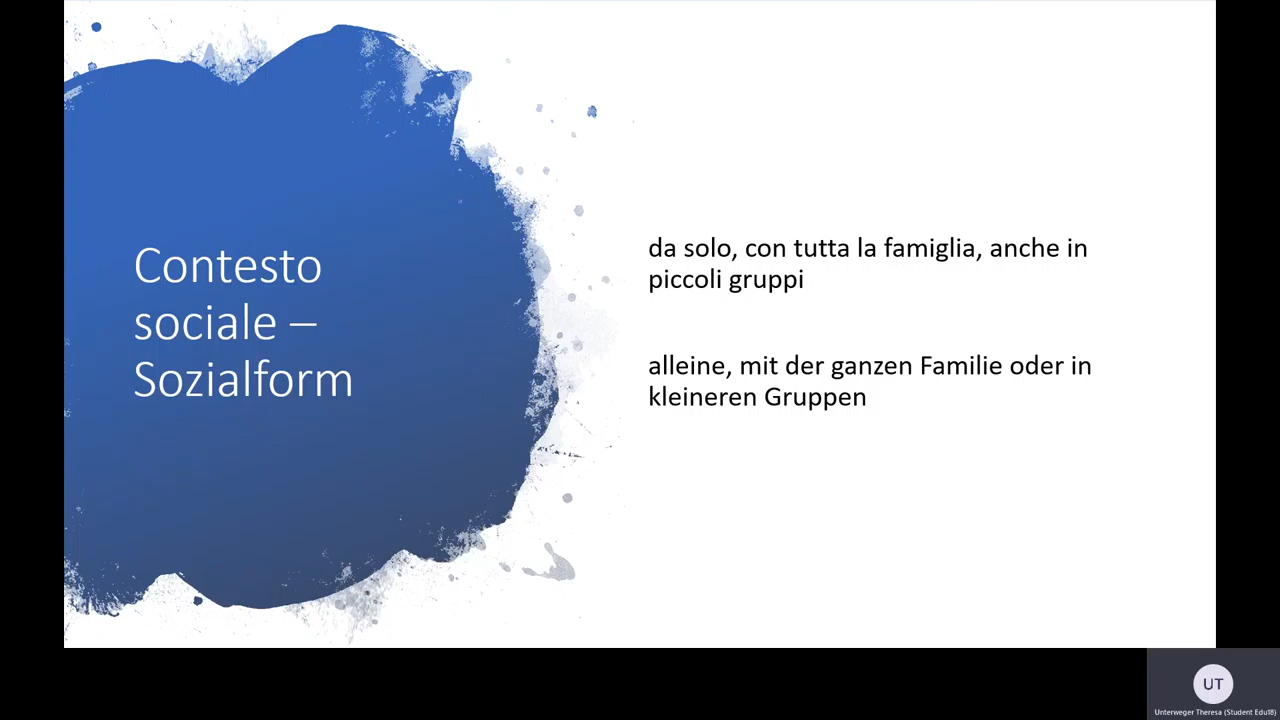 Contesto
sociale –
Sozialform
da solo, con tutta la famiglia, anche in
piccoli gruppi
alleine, mit der ganzen Familie oder in
kleineren Gruppen
UT
Unterweger Theresa (Student Edu18)